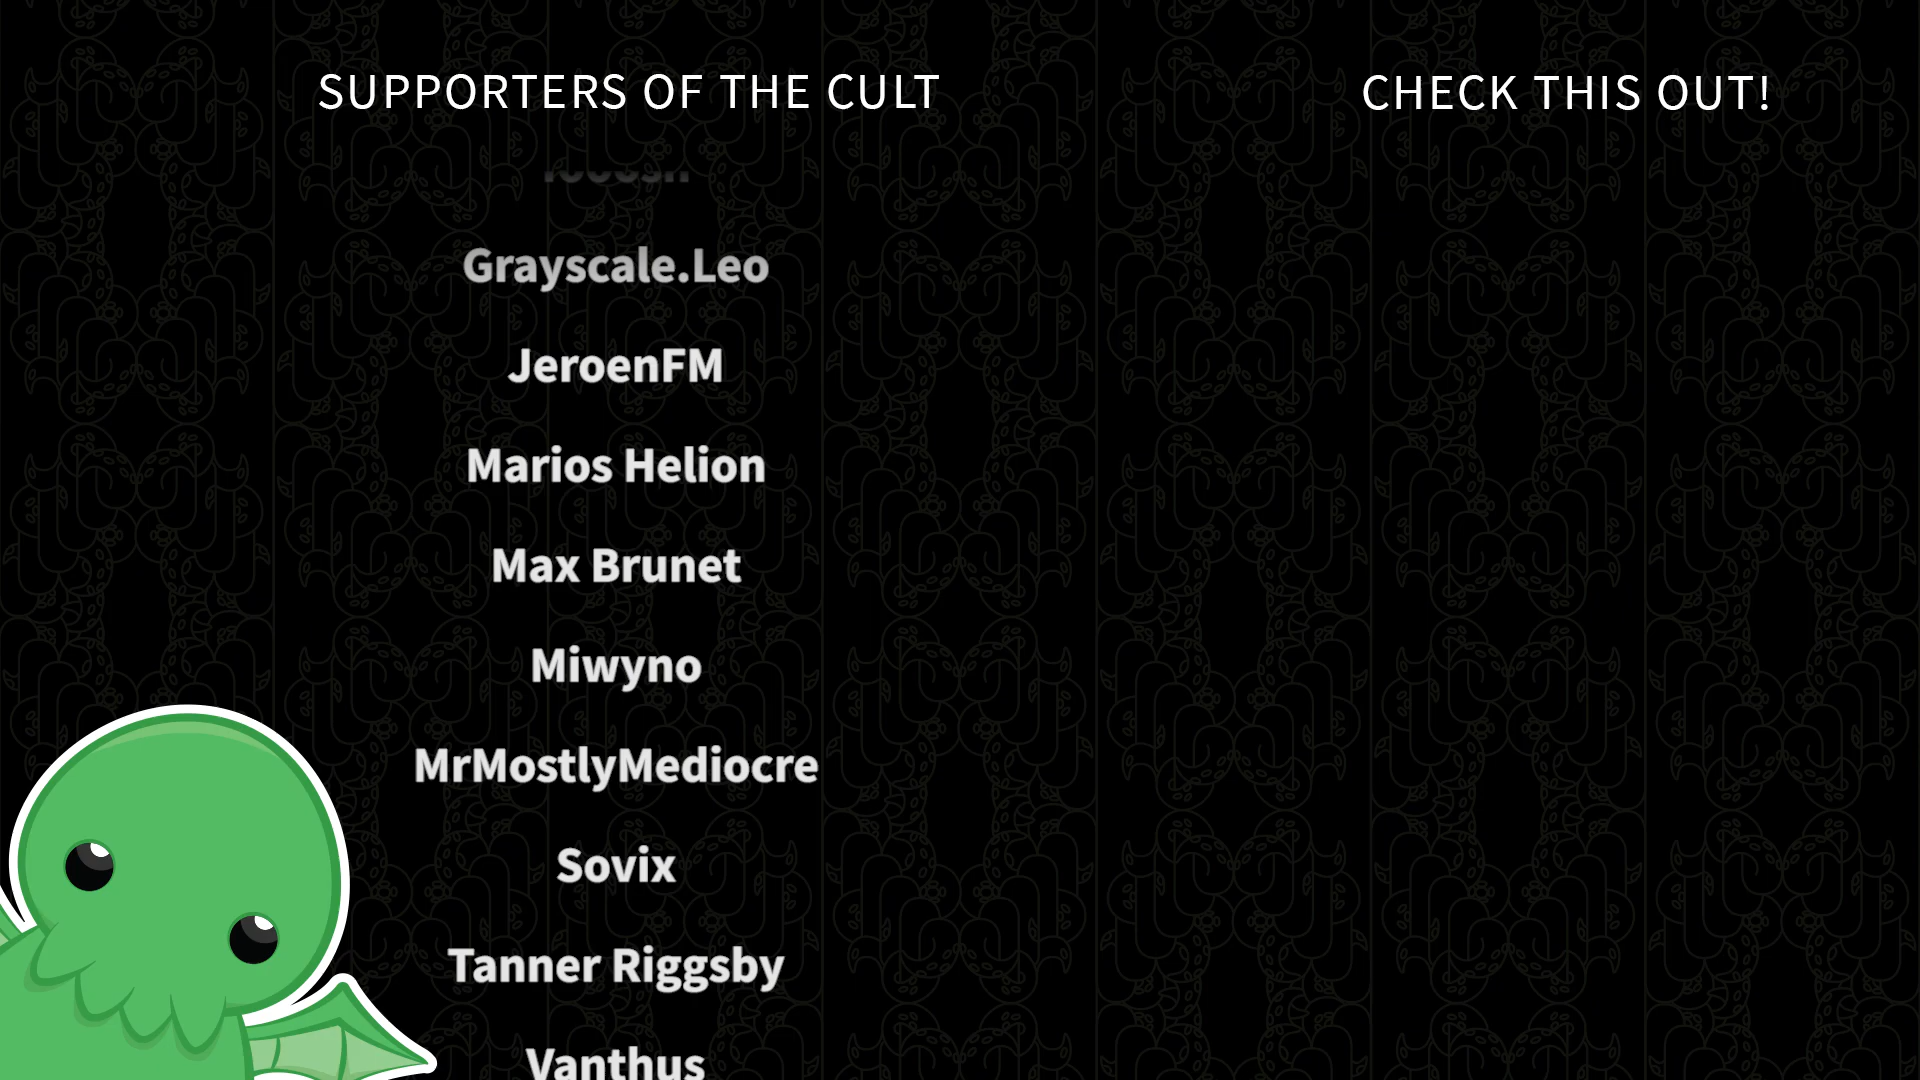 SUPPORTERS OF THE CULT
CHECK THIS OUT!
Grayscale.Leo
JeroenFM
Marios Helion
Max Brunet
Miwyno
MrMostlyMediocre
Sovix
Tanner Riggsby
Vanthus